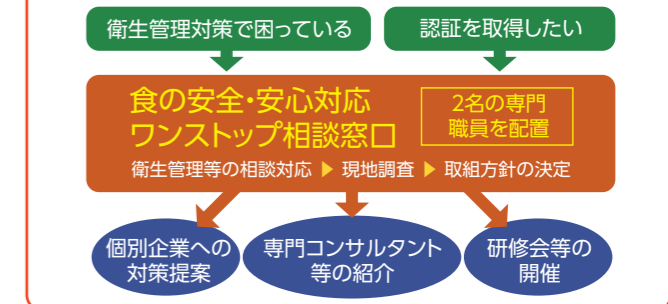 衛生管理対策で困っている
認証を取得したい
食の安全・安心対応
ワンストップ相談窓口
2名の専門
職員を配置
衛生管理等の相談対応 ▶ 現地調査 ▶ 取組方針の決定
個別企業への
対策提案
専門コンサルタント
等の紹介
研修会等の
開催